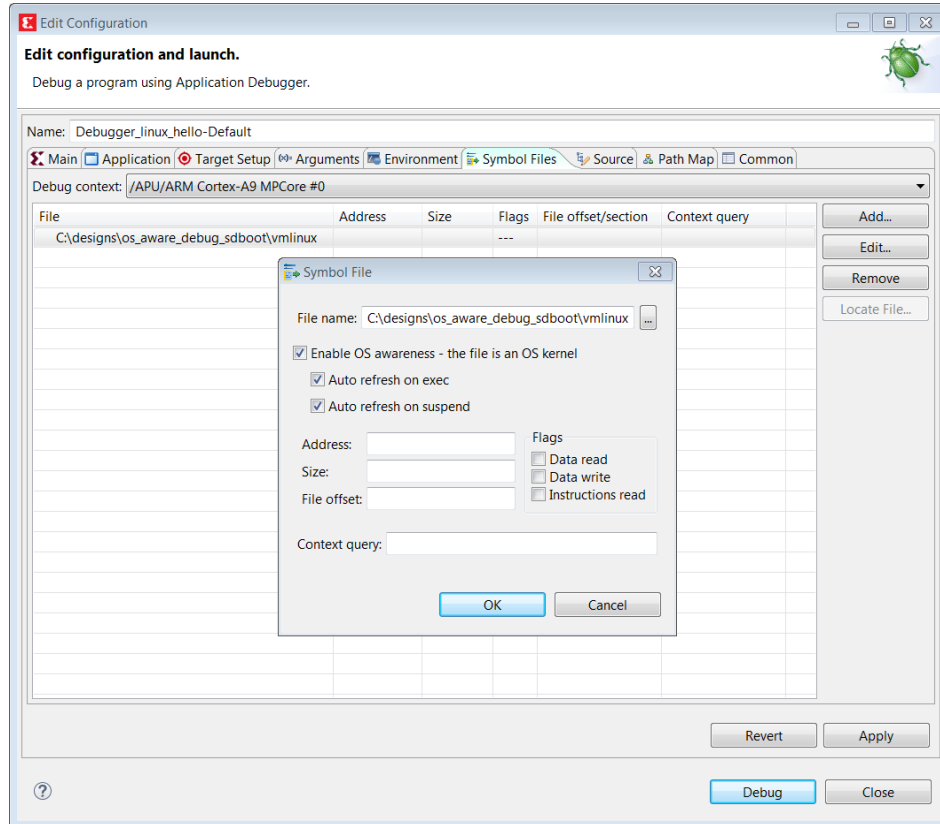 Edit Configuration
Edit configuration and launch.
Debug a program using Application Debugger.
Name: Debugger_linux_hello-Default
Main Application Target Setup Arguments Environment Symbol Files Source Path Map Common
Debug context: /APU/ARM Cortex-A9 MPCore #0
File Address Size Flags File offset/section Context query Add...
C:\designs\os_aware_debug_sdboot\vmlinux --- Edit...
Symbol File Remove
Locate File...
File name: C:\designs\os_aware_debug_sdboot\vmlinux ...
Enable OS awareness - the file is an OS kernel
Auto refresh on exec
Auto refresh on suspend
Address: Flags
Data read
Size: Data write
File offset: Instructions read
Context query:
OK Cancel
Revert Apply
? Debug Close